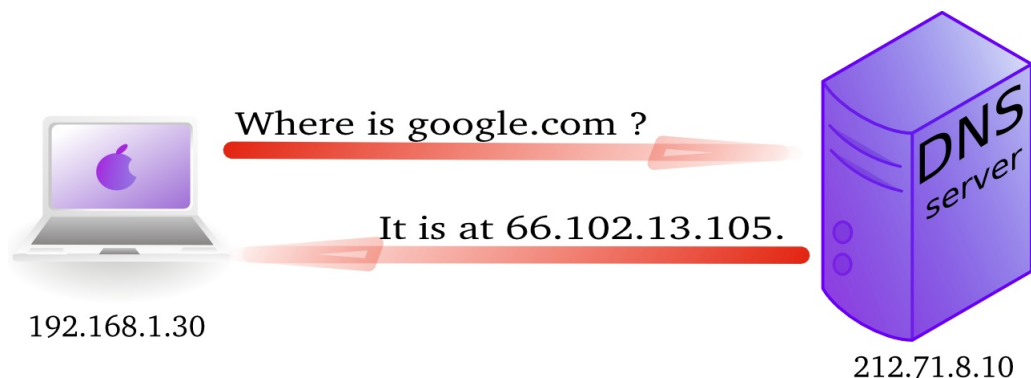 Where is google.com ?
DNS
server
It is at 66.102.13.105.
192.168.1.30
212.71.8.10